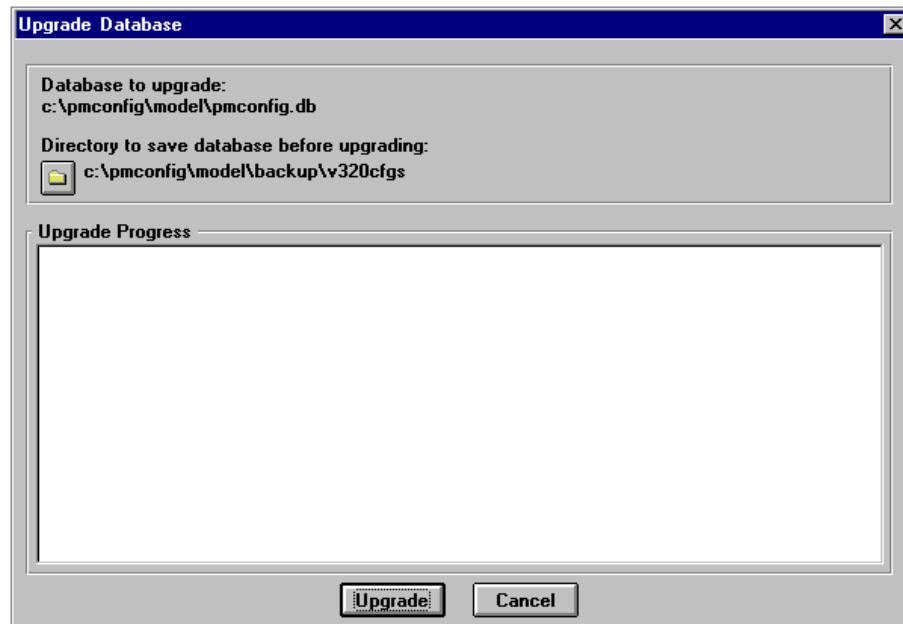 Upgrade Database
Database to upgrade:
c:\pmconfig\model\pmconfig.db
Directory to save database before upgrading:
c:\pmconfig\model\backup\v320cfgs
Upgrade Progress
Upgrade Cancel